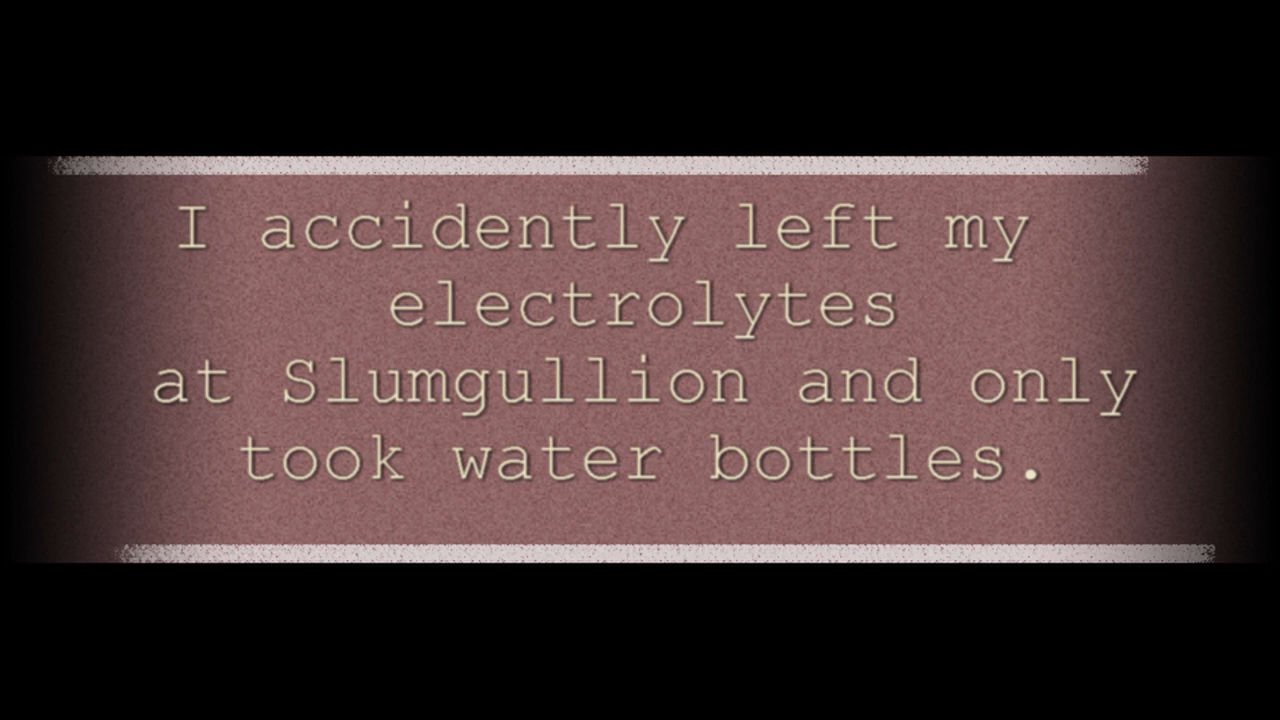 I accidently left my
electrolytes
at Slumgullion and only
took water bottles.